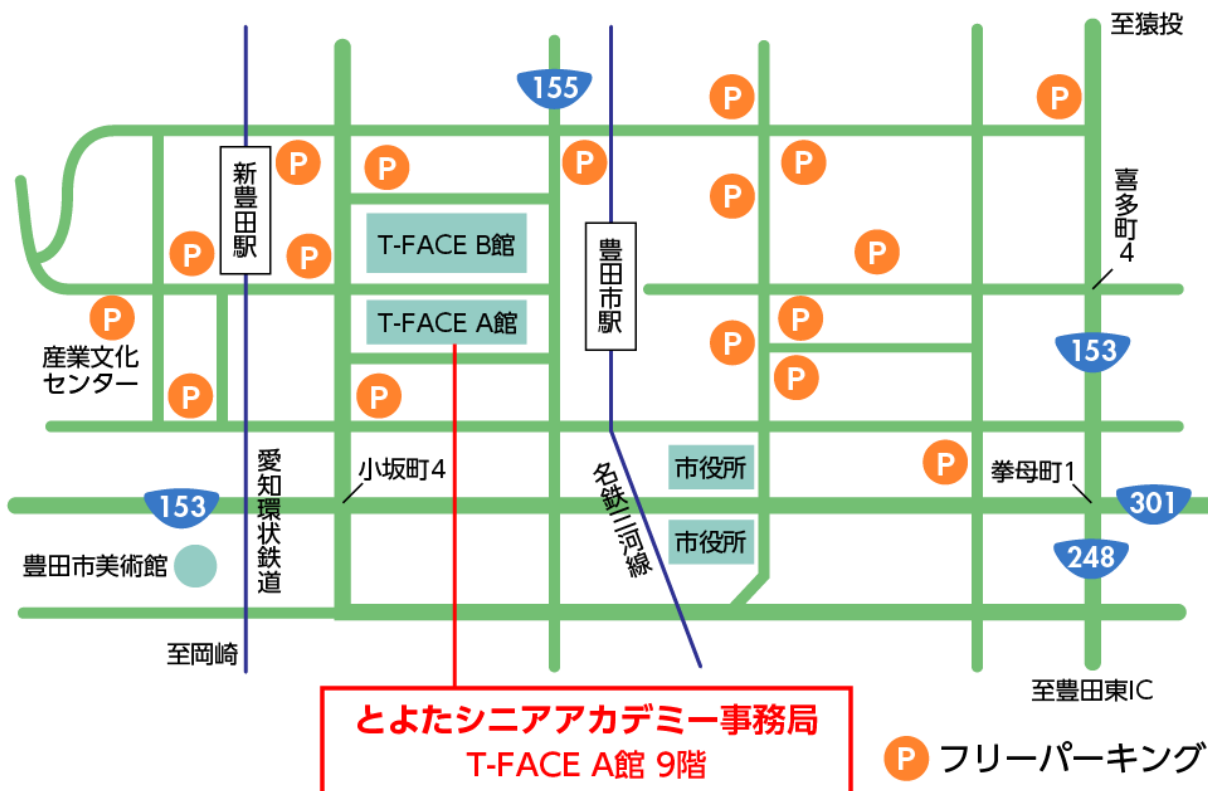 至猿投
155
P
P
P
P
P
P
新豊田駅
喜多町4
P
T-FACE B館
豊田市駅
P
P
P
T-FACE A館
P
P
P
153
産業文化
センター
P
P
P
愛知環状鉄道
小坂町4
名鉄三河線
市役所
P
拳母町1
153
301
豊田市美術館
市役所
248
至岡崎
至豊田東IC
とよたシニアアカデミー事務局
T-FACE A館 9階
P フリーパーキング